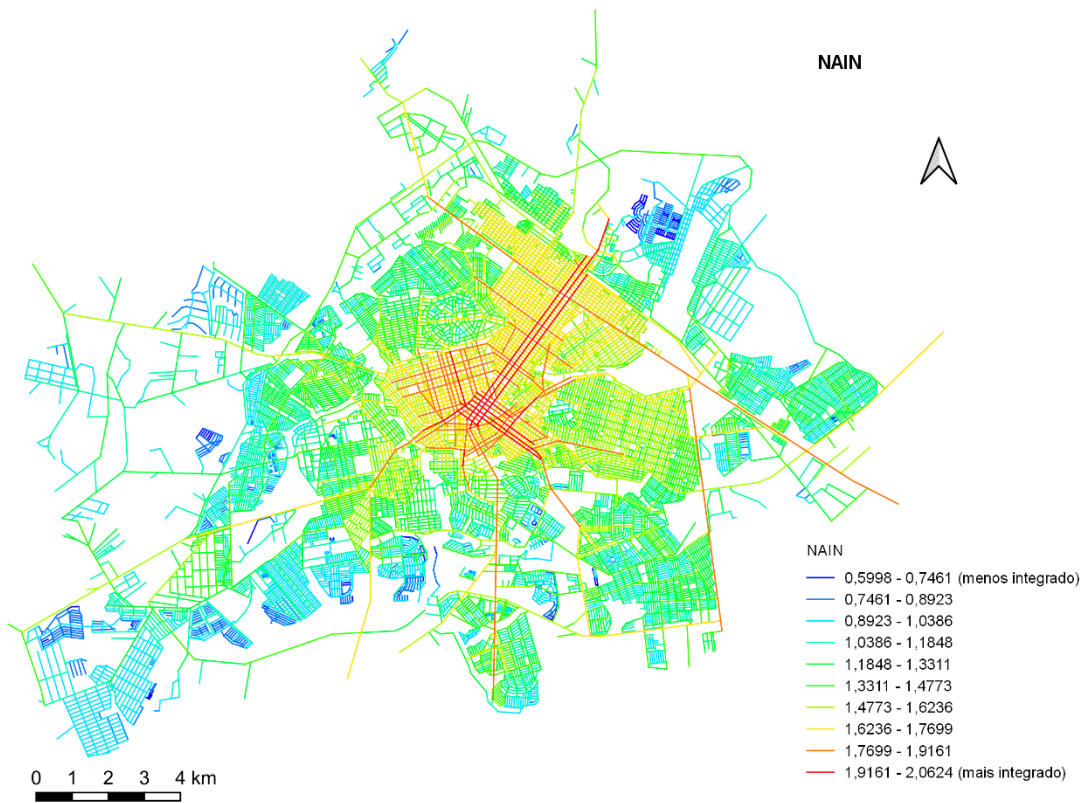 NAIN
NAIN
0,5998 - 0,7461 (menos integrado)
0,7461 - 0,8923
0,8923 - 1,0386
1,0386 - 1,1848
1,1848 - 1,3311
1,3311 - 1,4773
1,4773 - 1,6236
1,6236 - 1,7699
1,7699 - 1,9161
1,9161 - 2,0624 (mais integrado)
0 1 2 3 4 km